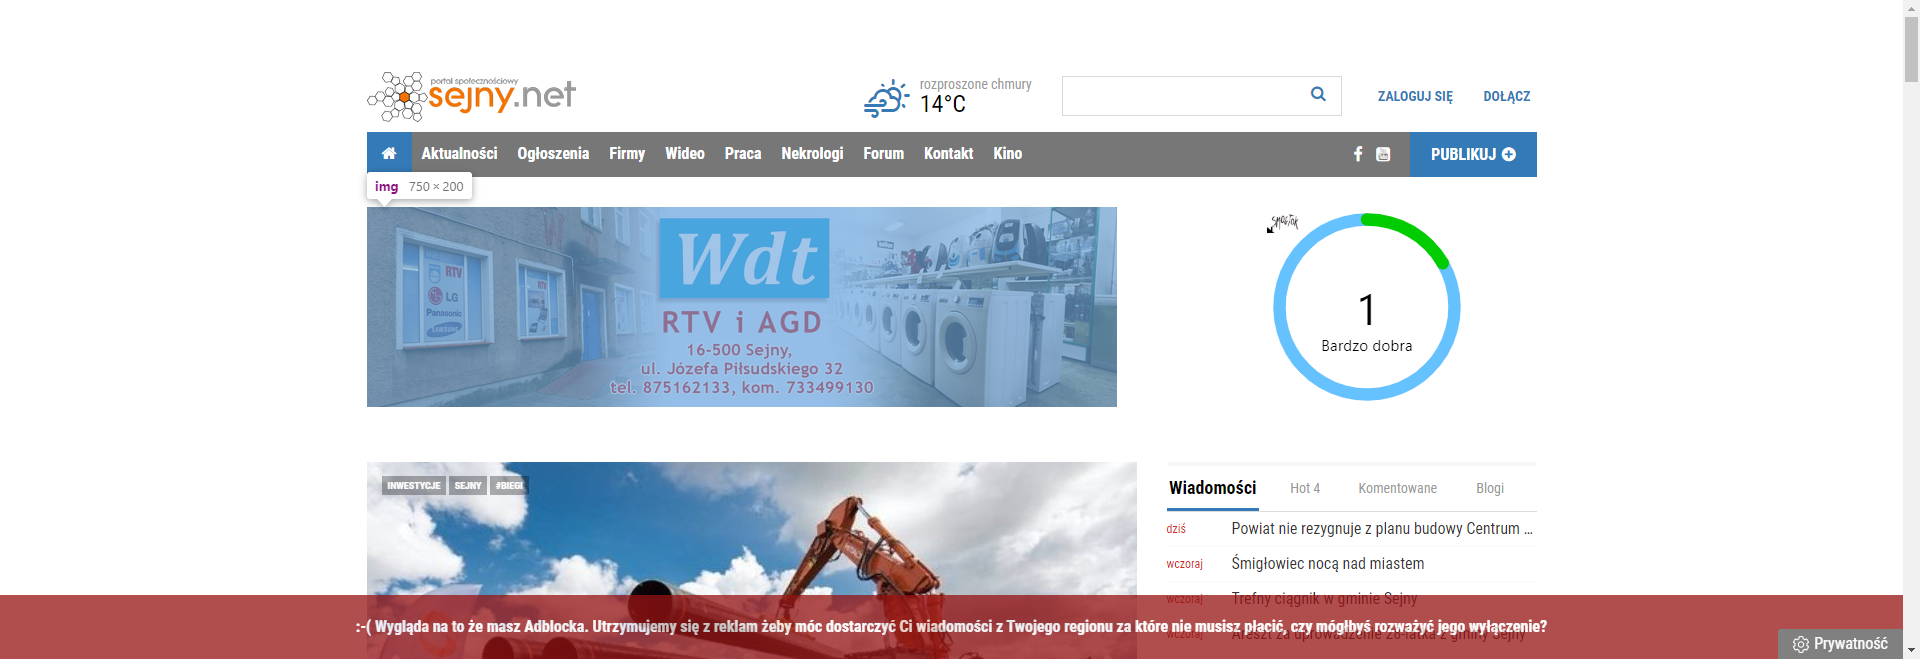 portal społecznościowy
sejny.net
rozproszone chmury
14°C
ZALOGUJ SIĘ
DOŁĄCZ
Aktualności Ogłoszenia Firmy Wideo Praca Nekrologi Forum Kontakt Kino
PUBLIKUJ
img 750 × 200
Wdt
RTV i AGD
16-500 Sejny,
ul. Józefa Piłsudskiego 32
tel. 875162133, kom. 733499130
RTV
LG
Panasonic
SAMSUNG
RTV
SMOGTOK
1
Bardzo dobra
INWESTYCJE SEJNY #BIEGI
Wiadomości Hot 4 Komentowane Blogi
dziś Powiat nie rezygnuje z planu budowy Centrum ...
wczoraj Śmigłowiec nocą nad miastem
wczoraj Trefny ciągnik w gminie Sejny
wczoraj Areszt za uprowadzenie 28-latka z gminy Sejny
:-( Wygląda na to że masz Adblocka. Utrzymujemy się z reklam żeby móc dostarczyć Ci wiadomości z Twojego regionu za które nie musisz płacić, czy mógłbyś rozważyć jego wyłączenie?
Prywatność